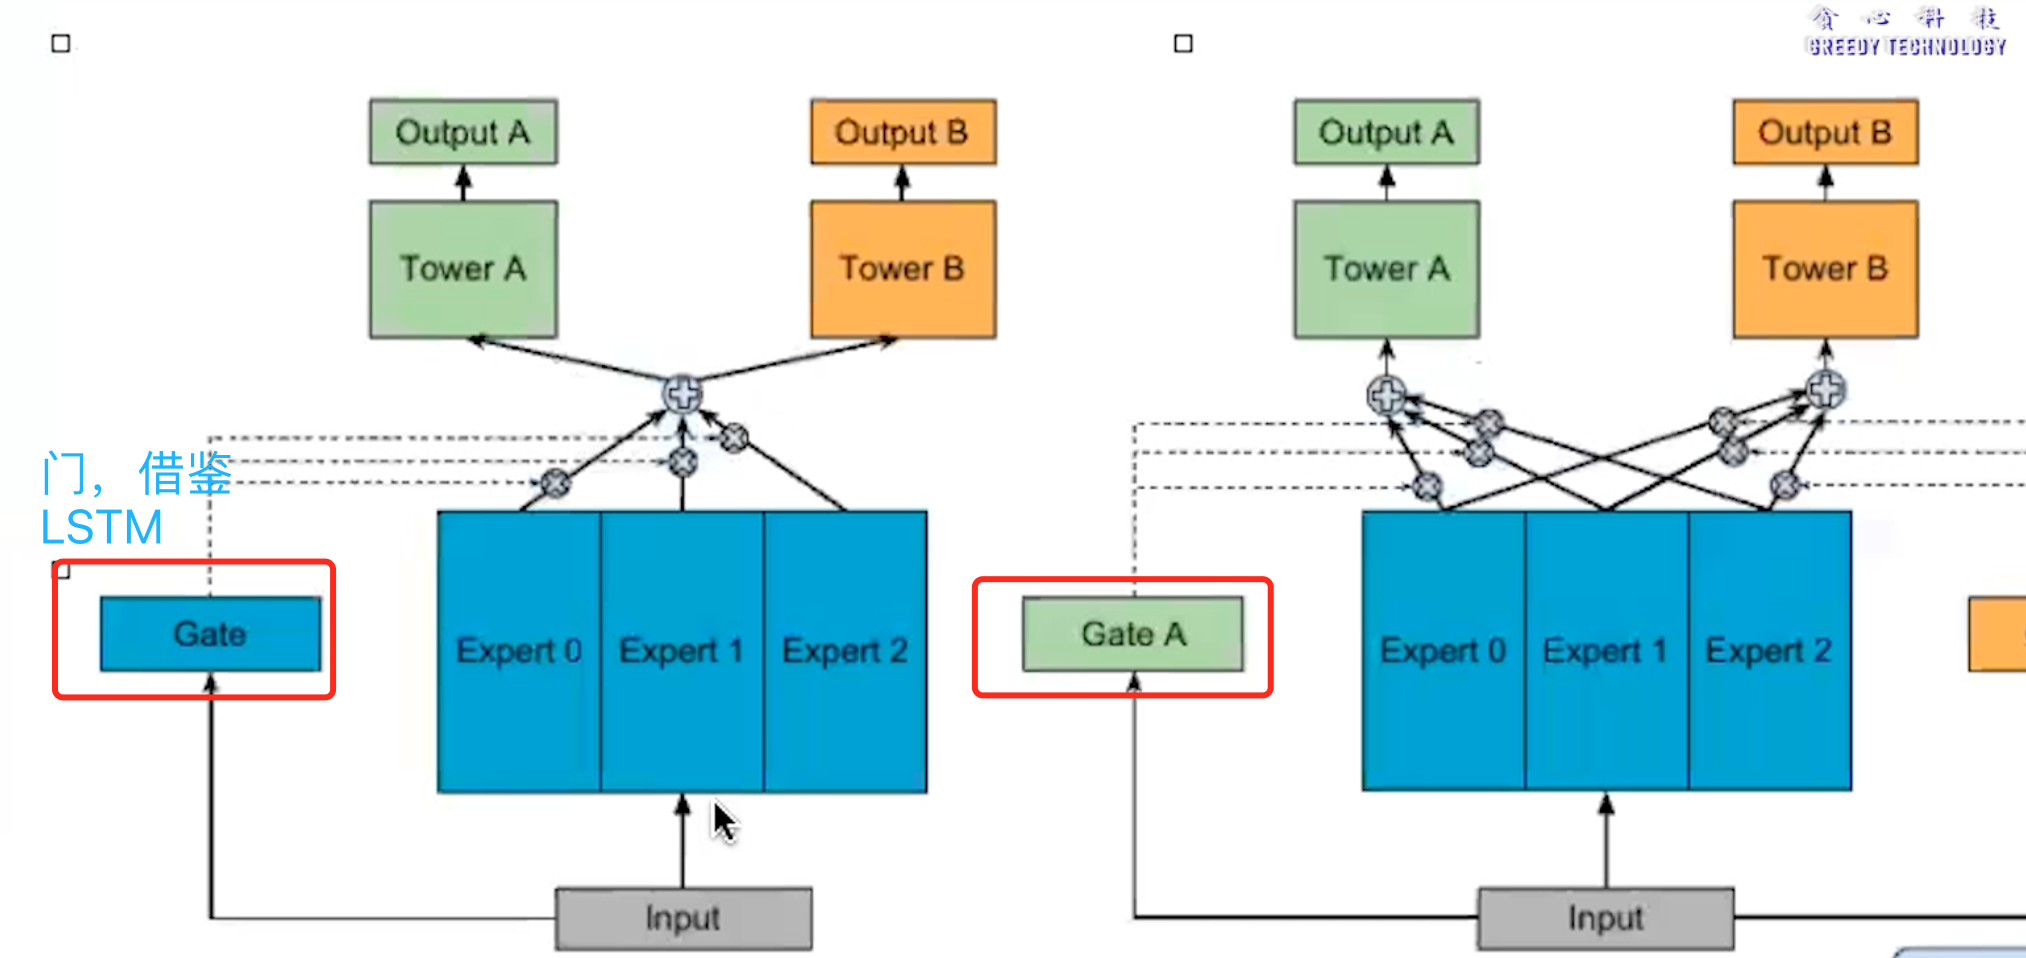 貪心科技
GREEDY TECHNOLOGY
Output A
Output B
Tower A
Tower B
门，借鉴
LSTM
Gate
Expert 0
Expert 1
Expert 2
Input
Output A
Output B
Tower A
Tower B
Gate A
Expert 0
Expert 1
Expert 2
Input